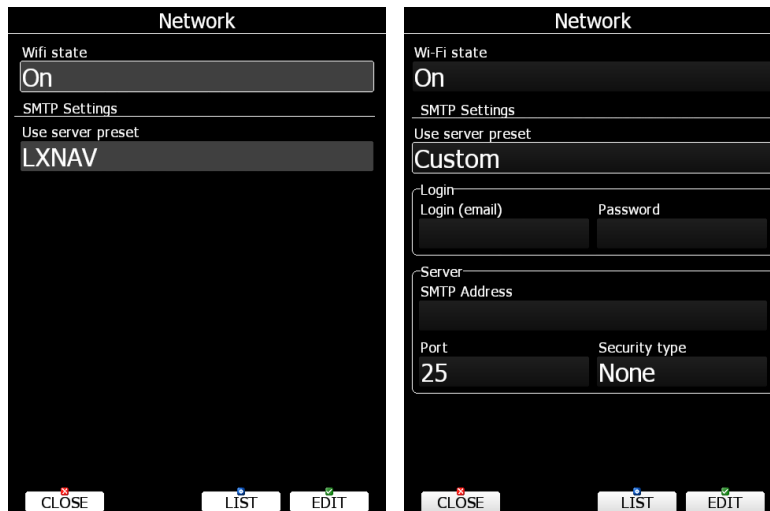 Network
Wifi state
On
SMTP Settings
Use server preset
LXNAV
CLOSE LIST EDIT
Network
Wi-Fi state
On
SMTP Settings
Use server preset
Custom
Login
Login (email) Password
Server
SMTP Address
Port Security type
25 None
CLOSE LIST EDIT